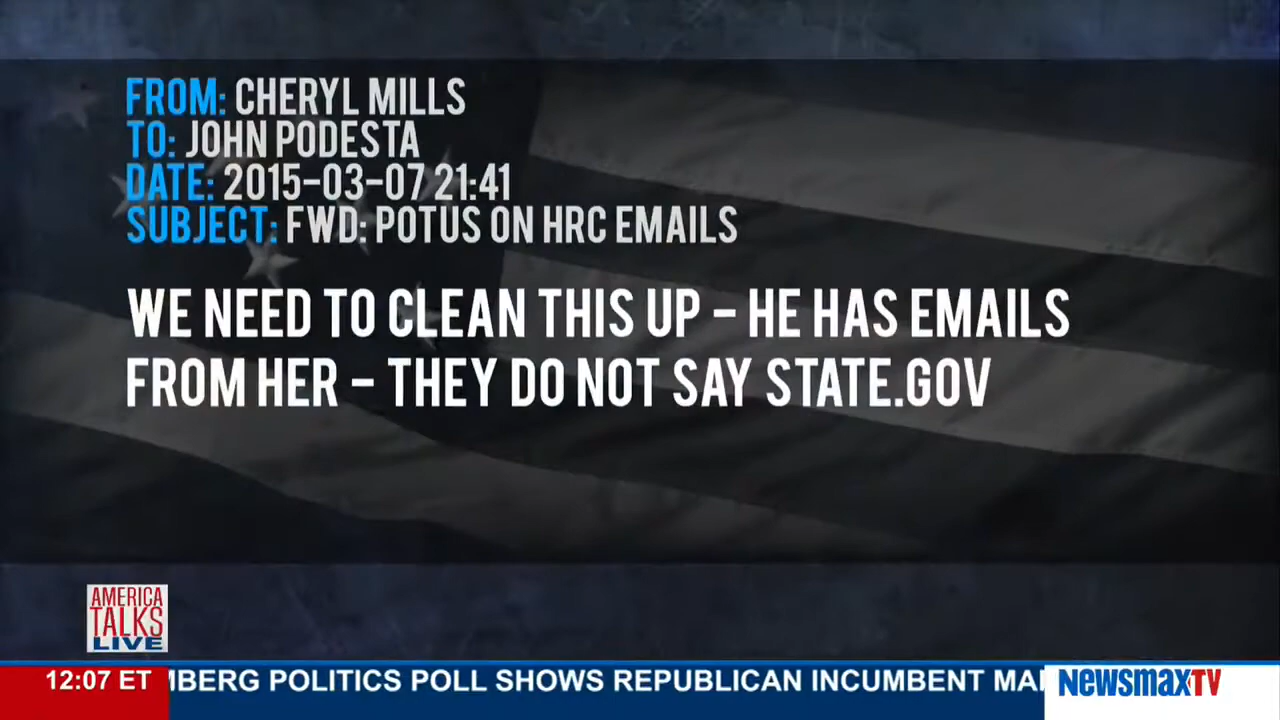 FROM: CHERYL MILLS
TO: JOHN PODESTA
DATE: 2015-03-07 21:41
SUBJECT: FWD: POTUS ON HRC EMAILS
WE NEED TO CLEAN THIS UP – HE HAS EMAILS
FROM HER – THEY DO NOT SAY STATE.GOV
AMERICA
TALKS
LIVE
12:07 ET
POLITICS POLL SHOWS REPUBLICAN INCUMBENT
NEWSMAXTV